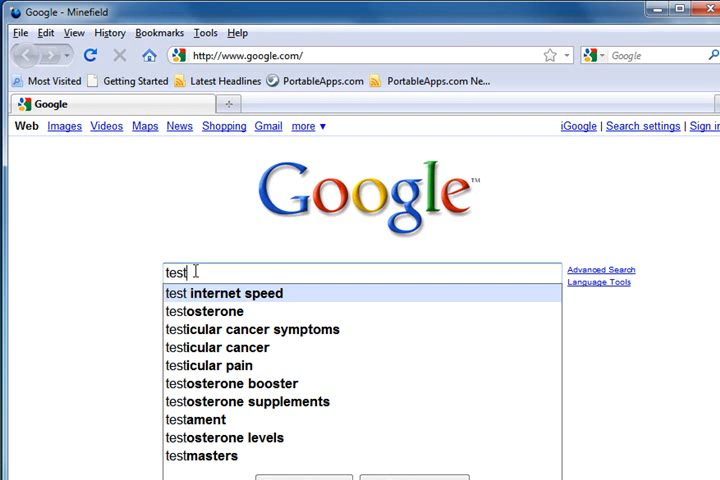 Google - Minefield
File Edit View History Bookmarks Tools Help
http://www.google.com/ Google
Most Visited Getting Started Latest Headlines PortableApps.com PortableApps.com Ne...
Google
Web Images Videos Maps News Shopping Gmail more ▼ iGoogle | Search settings | Sign in
Google™
test Advanced Search
Language Tools
test internet speed
testosterone
testicular cancer symptoms
testicular cancer
testicular pain
testosterone booster
testosterone supplements
testament
testosterone levels
testmasters